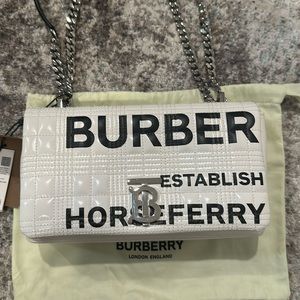 BURBER
ESTABLISH
HORSEFERRY
BURBERRY
LONDON ENGLAND